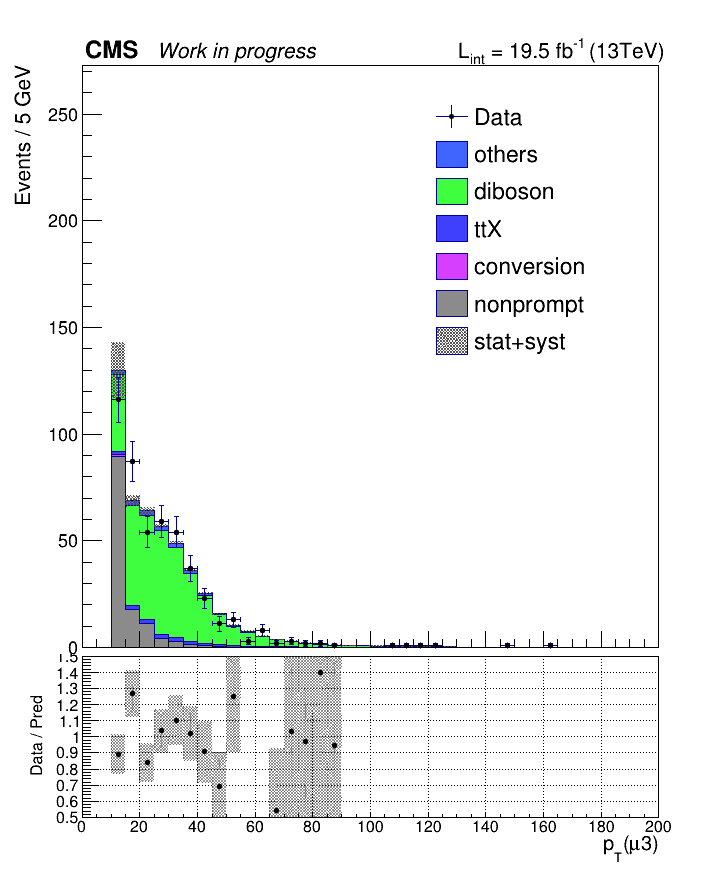 CMS Work in progress L_int = 19.5 fb⁻¹ (13TeV)
Events / 5 GeV
250
200
150
100
50
0
Data
others
diboson
ttX
conversion
nonprompt
stat+syst
Data / Pred
1.5
1.4
1.3
1.2
1.1
1
0.9
0.8
0.7
0.6
0.5
0 20 40 60 80 100 120 140 160 180 200
p_T(μ3)